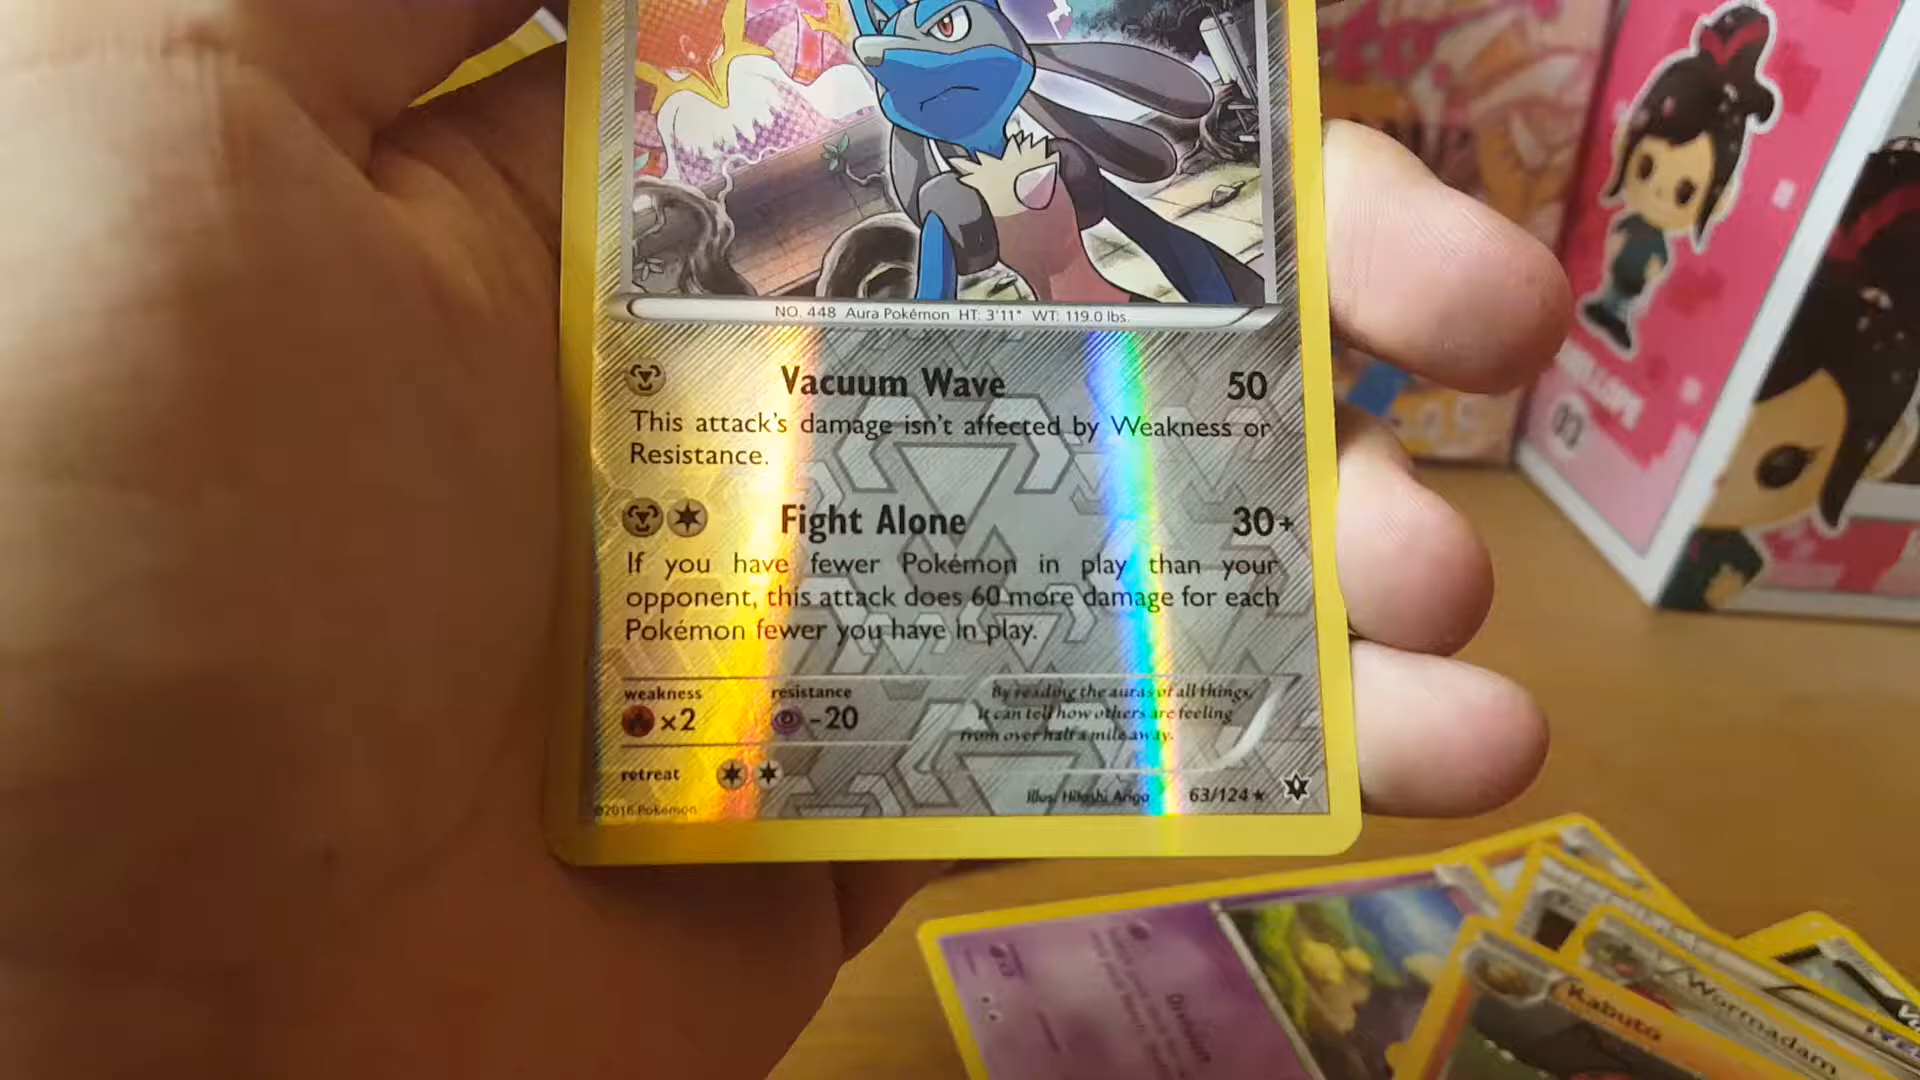 NO. 448 Aura Pokémon HT: 3'11" WT: 119.0 lbs.
Vacuum Wave 50
This attack's damage isn't affected by Weakness or
Resistance.
Fight Alone 30+
If you have fewer Pokémon in play than your
opponent, this attack does 60 more damage for each
Pokémon fewer you have in play.
weakness resistance
×2 -20
By reading the auras of all things,
it can tell how others are feeling
from over half a mile away.
retreat
Illus. Hitoshi Ariga 63/124
©2016 Pokémon
03
Division
Kabuto
Wormadam